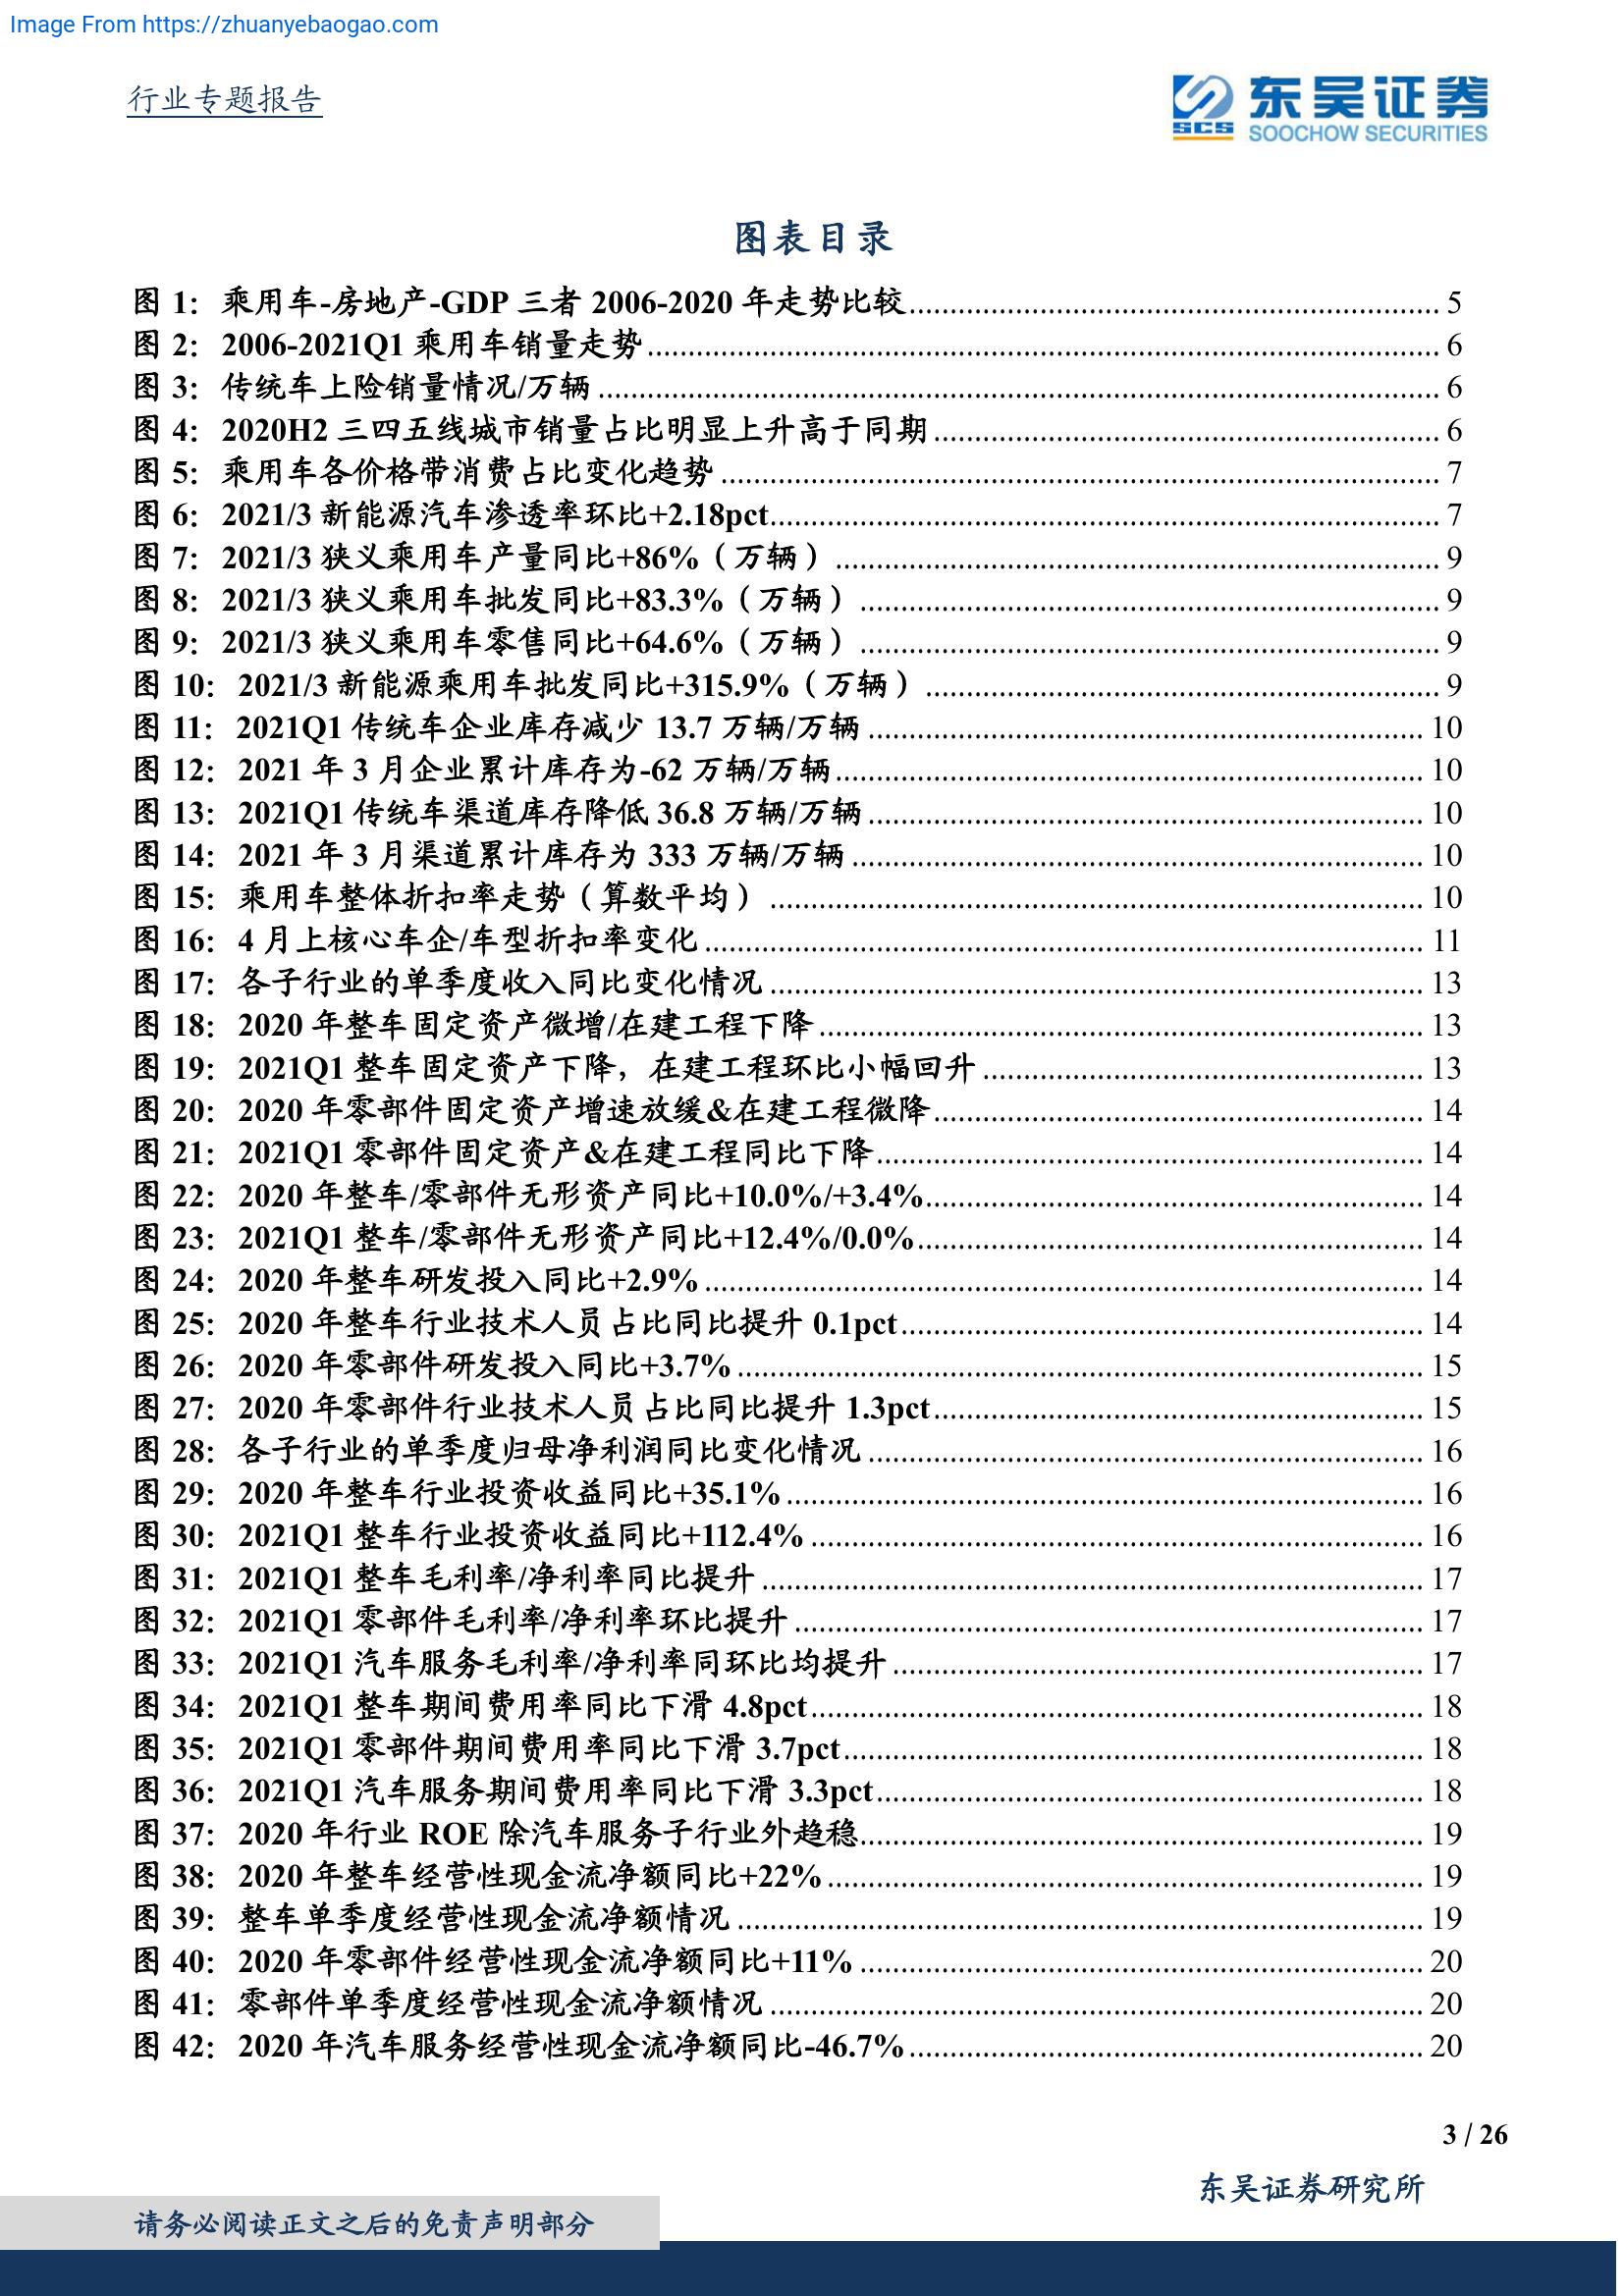 Image From https://zhuanyebaogao.com
行业专题报告
SCS 东吴证券
SOOCHOW SECURITIES
图表目录
图 1: 乘用车-房地产-GDP 三者 2006-2020 年走势比较 5
图 2: 2006-2021Q1 乘用车销量走势 6
图 3: 传统车上险销量情况/万辆 6
图 4: 2020H2 三四五线城市销量占比明显上升高于同期 6
图 5: 乘用车各价格带消费占比变化趋势 7
图 6: 2021/3 新能源汽车渗透率环比+2.18pct 7
图 7: 2021/3 狭义乘用车产量同比+86%（万辆） 9
图 8: 2021/3 狭义乘用车批发同比+83.3%（万辆） 9
图 9: 2021/3 狭义乘用车零售同比+64.6%（万辆） 9
图 10: 2021/3 新能源乘用车批发同比+315.9%（万辆） 9
图 11: 2021Q1 传统车企业库存减少 13.7 万辆/万辆 10
图 12: 2021 年 3 月企业累计库存为-62 万辆/万辆 10
图 13: 2021Q1 传统车渠道库存降低 36.8 万辆/万辆 10
图 14: 2021 年 3 月渠道累计库存为 333 万辆/万辆 10
图 15: 乘用车整体折扣率走势（算数平均） 10
图 16: 4 月上核心车企/车型折扣率变化 11
图 17: 各子行业的单季度收入同比变化情况 13
图 18: 2020 年整车固定资产微增/在建工程下降 13
图 19: 2021Q1 整车固定资产下降，在建工程环比小幅回升 13
图 20: 2020 年零部件固定资产增速放缓&在建工程微降 14
图 21: 2021Q1 零部件固定资产&在建工程同比下降 14
图 22: 2020 年整车/零部件无形资产同比+10.0%/+3.4% 14
图 23: 2021Q1 整车/零部件无形资产同比+12.4%/0.0% 14
图 24: 2020 年整车研发投入同比+2.9% 14
图 25: 2020 年整车行业技术人员占比同比提升 0.1pct 14
图 26: 2020 年零部件研发投入同比+3.7% 15
图 27: 2020 年零部件行业技术人员占比同比提升 1.3pct 15
图 28: 各子行业的单季度归母净利润同比变化情况 16
图 29: 2020 年整车行业投资收益同比+35.1% 16
图 30: 2021Q1 整车行业投资收益同比+112.4% 16
图 31: 2021Q1 整车毛利率/净利率同比提升 17
图 32: 2021Q1 零部件毛利率/净利率环比提升 17
图 33: 2021Q1 汽车服务毛利率/净利率同环比均提升 17
图 34: 2021Q1 整车期间费用率同比下滑 4.8pct 18
图 35: 2021Q1 零部件期间费用率同比下滑 3.7pct 18
图 36: 2021Q1 汽车服务期间费用率同比下滑 3.3pct 18
图 37: 2020 年行业 ROE 除汽车服务子行业外趋稳 19
图 38: 2020 年整车经营性现金流净额同比+22% 19
图 39: 整车单季度经营性现金流净额情况 19
图 40: 2020 年零部件经营性现金流净额同比+11% 20
图 41: 零部件单季度经营性现金流净额情况 20
图 42: 2020 年汽车服务经营性现金流净额同比-46.7% 20
3 / 26
东吴证券研究所
请务必阅读正文之后的免责声明部分